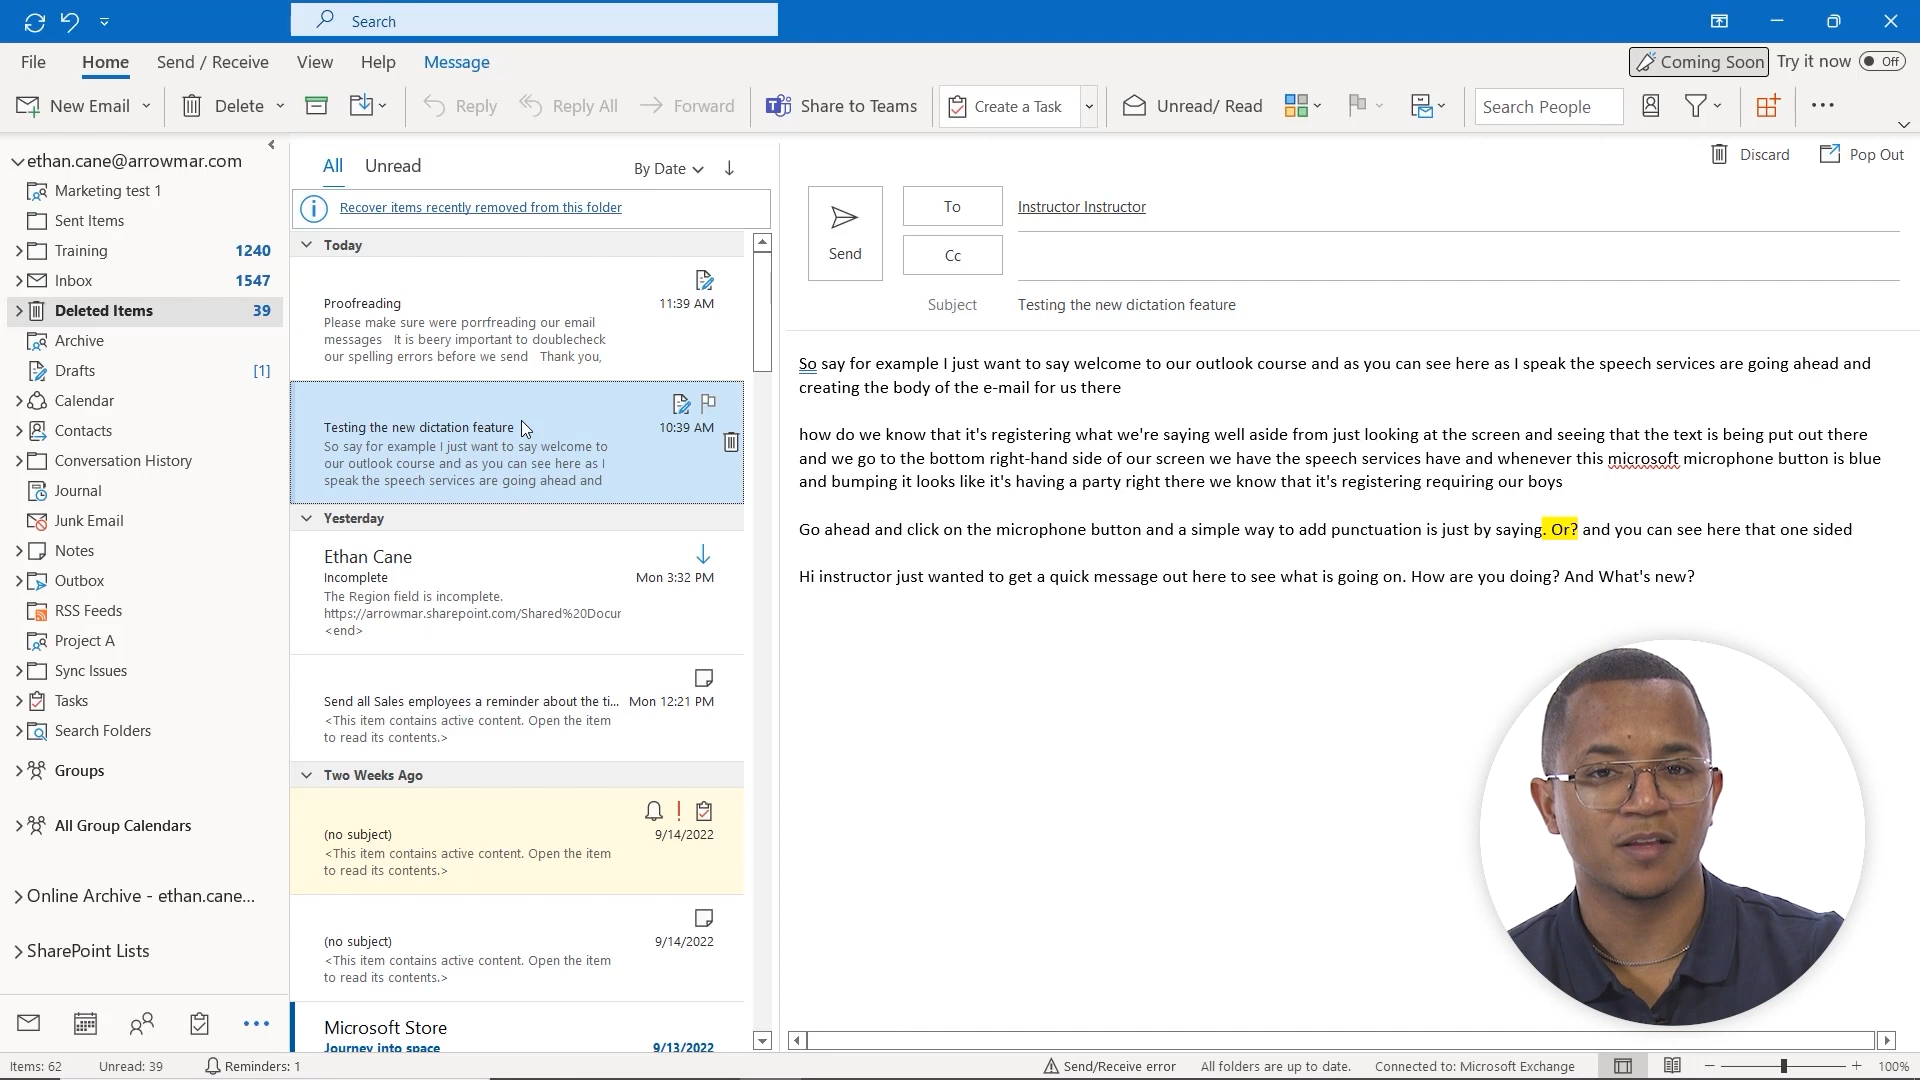 Search
File Home Send / Receive View Help Message
Coming Soon Try it now Off
New Email Delete Reply Reply All Forward Share to Teams Create a Task Unread/ Read Search People
ethan.cane@arrowmar.com
Marketing test 1
Sent Items
Training 1240
Inbox 1547
Deleted Items 39
Archive
Drafts [1]
Calendar
Contacts
Conversation History
Journal
Junk Email
Notes
Outbox
RSS Feeds
Project A
Sync Issues
Tasks
Search Folders
Groups
All Group Calendars
Online Archive - ethan.cane...
SharePoint Lists
All Unread By Date
Recover items recently removed from this folder
Today
Proofreading 11:39 AM
Please make sure were porrfreading our email
messages It is beery important to doublecheck
our spelling errors before we send Thank you,
Testing the new dictation feature 10:39 AM
So say for example I just want to say welcome to
our outlook course and as you can see here as I
speak the speech services are going ahead and
Yesterday
Ethan Cane
Incomplete Mon 3:32 PM
The Region field is incomplete.
https://arrowmar.sharepoint.com/Shared%20Docur
<end>
Send all Sales employees a reminder about the ti... Mon 12:21 PM
<This item contains active content. Open the item
to read its contents.>
Two Weeks Ago
(no subject) 9/14/2022
<This item contains active content. Open the item
to read its contents.>
(no subject) 9/14/2022
<This item contains active content. Open the item
to read its contents.>
Microsoft Store
Journey into space 9/13/2022
Discard Pop Out
Send
To Instructor Instructor
Cc
Subject Testing the new dictation feature
So say for example I just want to say welcome to our outlook course and as you can see here as I speak the speech services are going ahead and
creating the body of the e-mail for us there
how do we know that it's registering what we're saying well aside from just looking at the screen and seeing that the text is being put out there
and we go to the bottom right-hand side of our screen we have the speech services have and whenever this microsoft microphone button is blue
and bumping it looks like it's having a party right there we know that it's registering requiring our boys
Go ahead and click on the microphone button and a simple way to add punctuation is just by saying. Or? and you can see here that one sided
Hi instructor just wanted to get a quick message out here to see what is going on. How are you doing? And What's new?
Items: 62 Unread: 39 Reminders: 1 Send/Receive error All folders are up to date. Connected to: Microsoft Exchange 100%